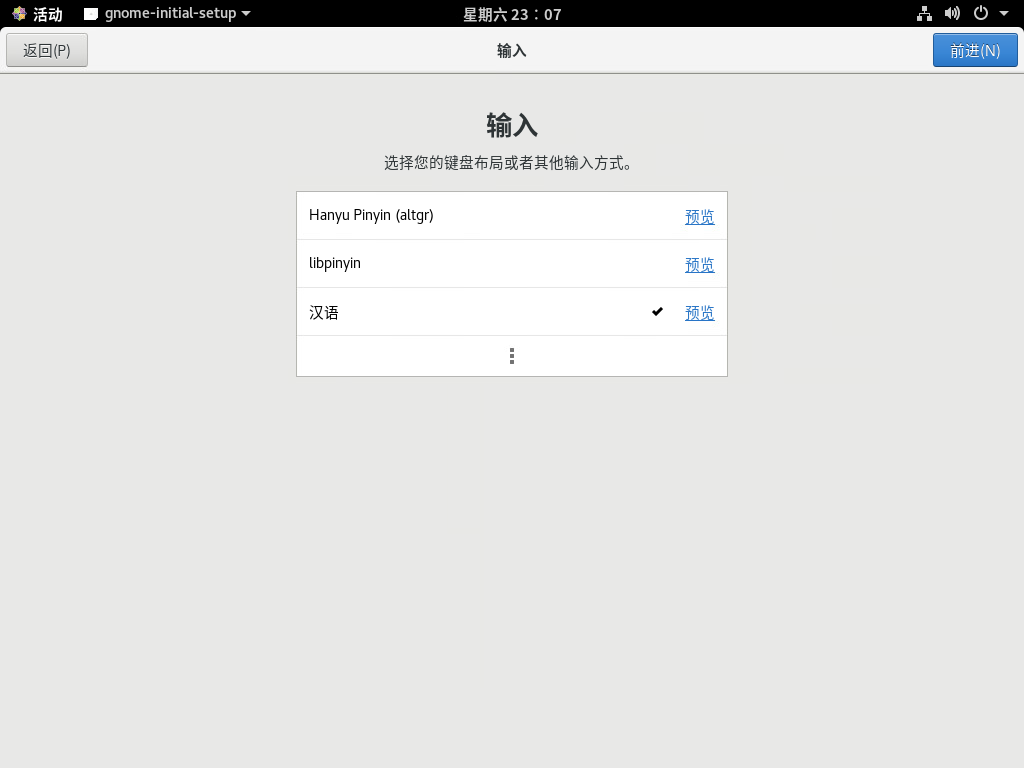 活动 gnome-initial-setup 星期六 23：07
返回(P) 输入 前进(N)
输入
选择您的键盘布局或者其他输入方式。
Hanyu Pinyin (altgr) 预览
libpinyin 预览
汉语 预览